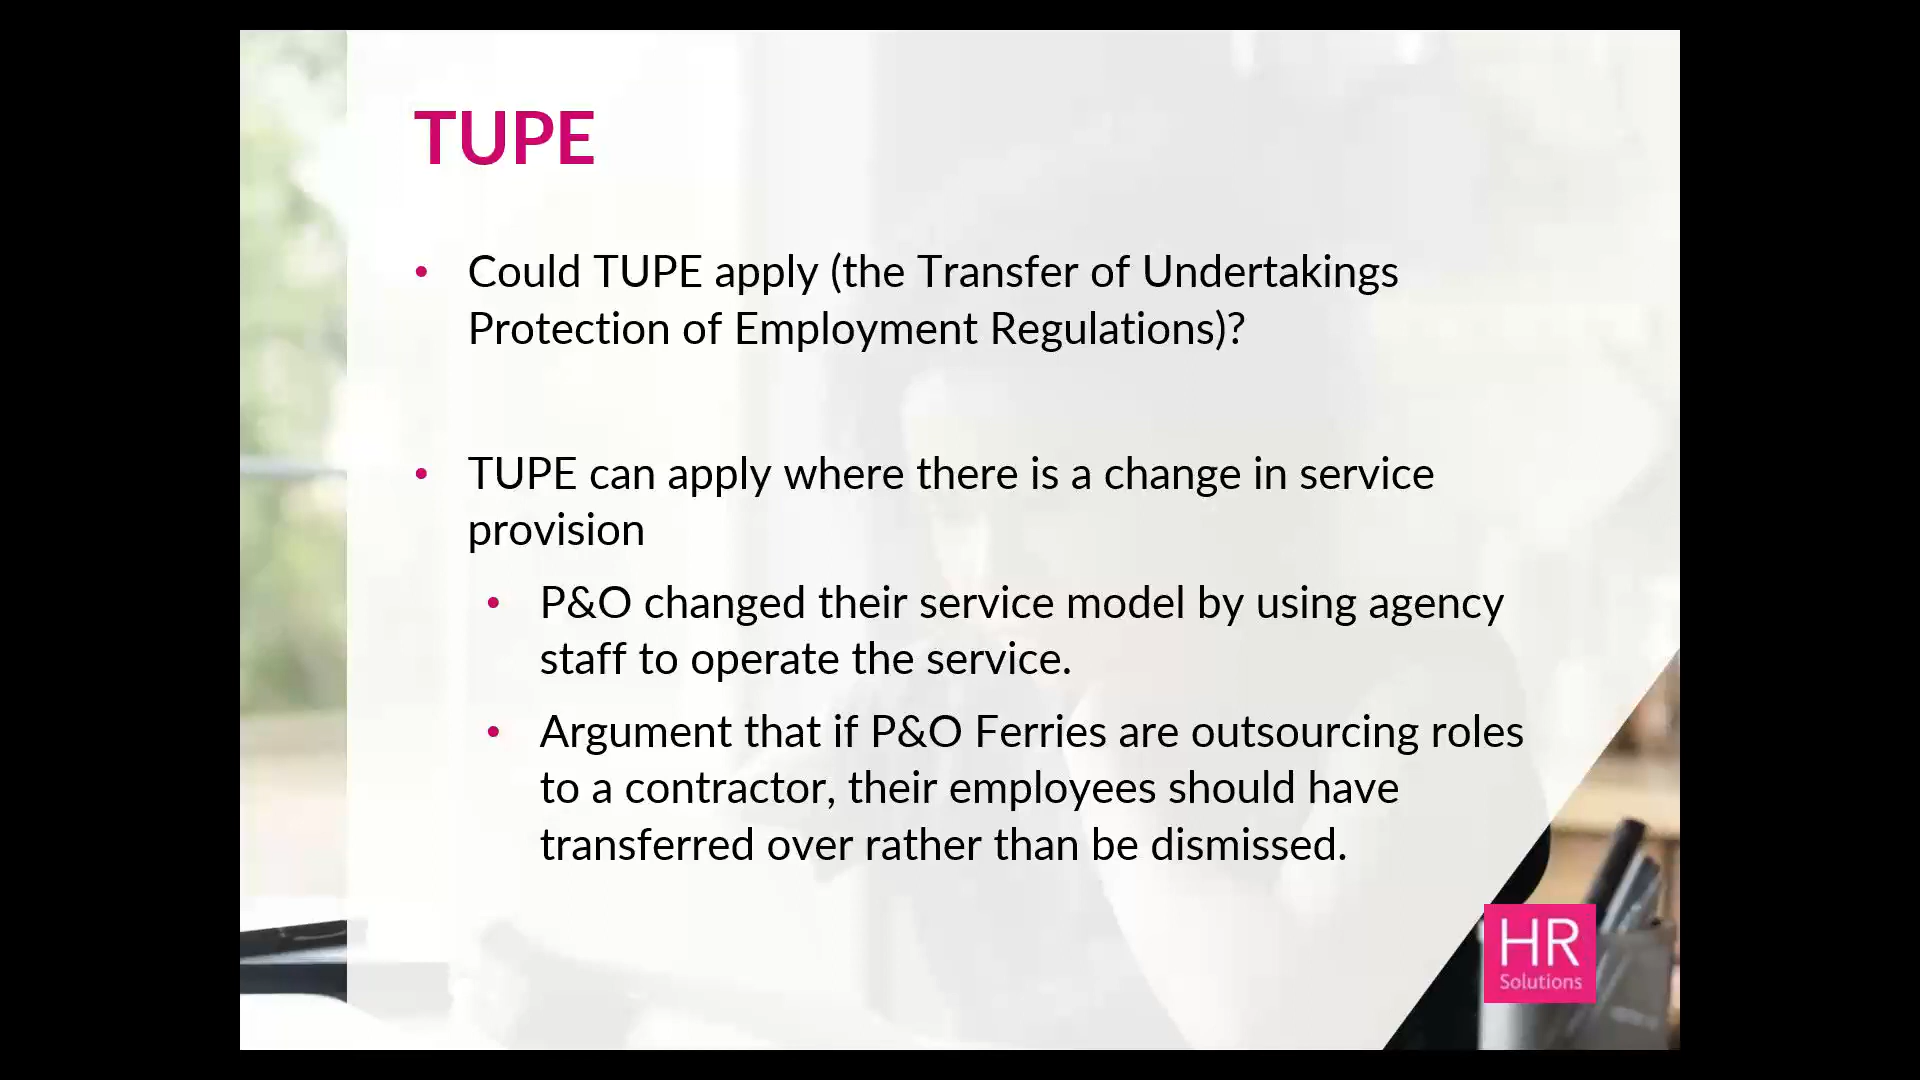 TUPE
• Could TUPE apply (the Transfer of Undertakings
Protection of Employment Regulations)?
• TUPE can apply where there is a change in service
provision
• P&O changed their service model by using agency
staff to operate the service.
• Argument that if P&O Ferries are outsourcing roles
to a contractor, their employees should have
transferred over rather than be dismissed.
HR
Solutions